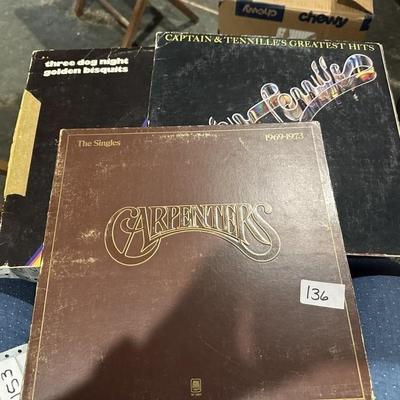 chewy
chewy
three dog night
golden bisquits
CAPTAIN & TENNILLE'S GREATEST HITS
The Singles
1969-1973
CARPENTERS
136
53